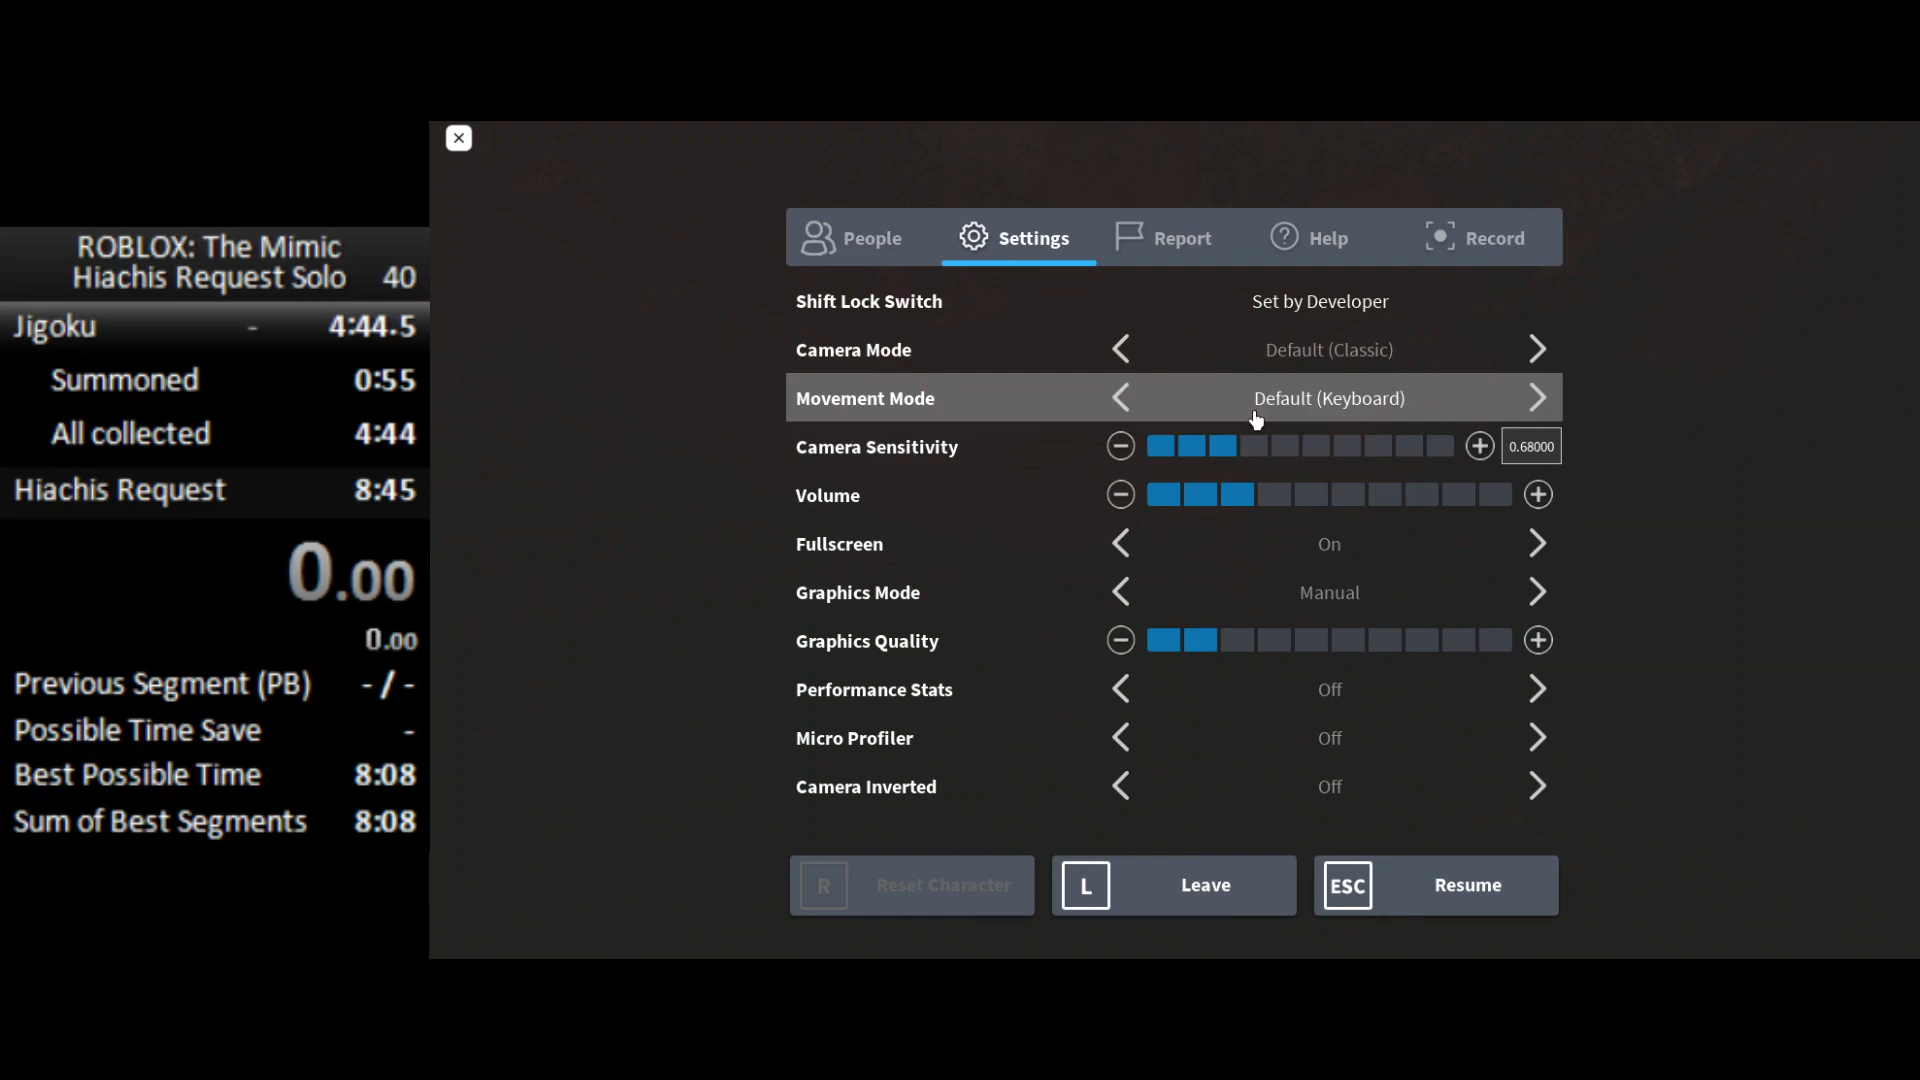 ROBLOX: The Mimic
Hiachis Request Solo 40
Jigoku - 4:44.5
Summoned 0:55
All collected 4:44
Hiachis Request 8:45
0.00
0.00
Previous Segment (PB) - / -
Possible Time Save -
Best Possible Time 8:08
Sum of Best Segments 8:08
People Settings Report Help Record
Shift Lock Switch Set by Developer
Camera Mode Default (Classic)
Movement Mode Default (Keyboard)
Camera Sensitivity 0.68000
Volume
Fullscreen On
Graphics Mode Manual
Graphics Quality
Performance Stats Off
Micro Profiler Off
Camera Inverted Off
R Reset Character L Leave ESC Resume